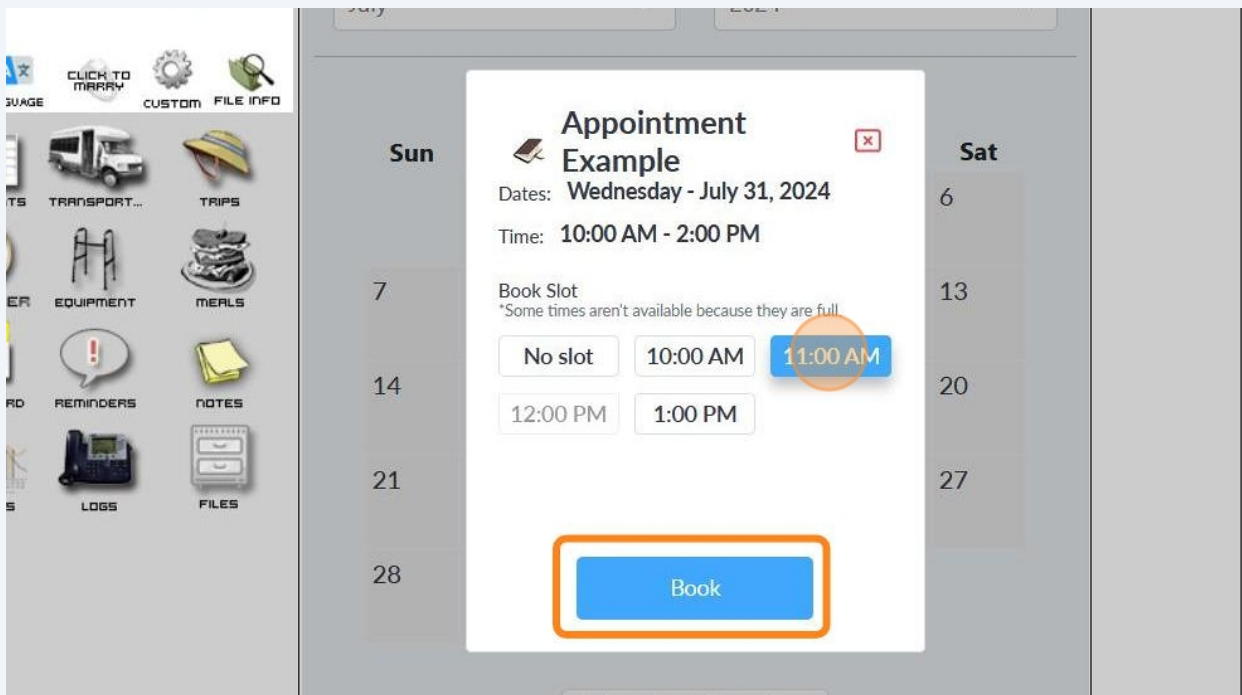 CLICK TO
MARRY
CUSTOM
FILE INFO
TRANSPORT...
TRIPS
EQUIPMENT
MEALS
REMINDERS
NOTES
LOGS
FILES
July
2024
Sun
Sat
6
7
13
14
20
21
27
28
Appointment
Example
Dates: Wednesday - July 31, 2024
Time: 10:00 AM - 2:00 PM
Book Slot
*Some times aren't available because they are full
No slot
10:00 AM
11:00 AM
12:00 PM
1:00 PM
Book